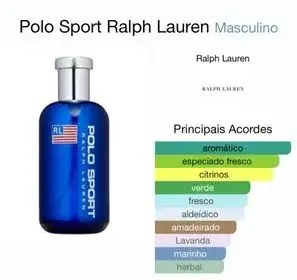 Polo Sport Ralph Lauren Masculino
Ralph Lauren
RALPH LAUREN
RL
POLO SPORT
RALPH LAUREN
Principais Acordes
aromático
especiado fresco
citrinos
verde
fresco
aldeídico
amadeirado
Lavanda
marinho
herbal